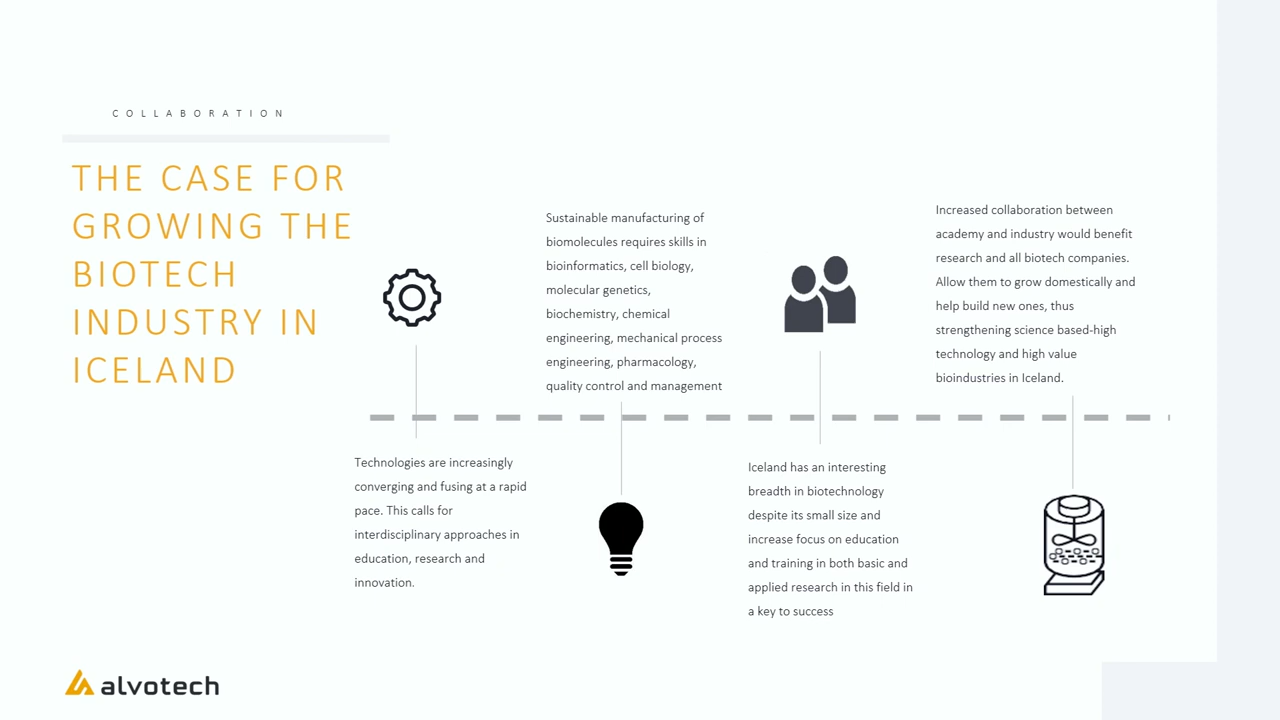 COLLABORATION
THE CASE FOR
GROWING THE
BIOTECH
INDUSTRY IN
ICELAND
Technologies are increasingly
converging and fusing at a rapid
pace. This calls for
interdisciplinary approaches in
education, research and
innovation.
Sustainable manufacturing of
biomolecules requires skills in
bioinformatics, cell biology,
molecular genetics,
biochemistry, chemical
engineering, mechanical process
engineering, pharmacology,
quality control and management
Iceland has an interesting
breadth in biotechnology
despite its small size and
increase focus on education
and training in both basic and
applied research in this field in
a key to success
Increased collaboration between
academy and industry would benefit
research and all biotech companies.
Allow them to grow domestically and
help build new ones, thus
strengthening science based-high
technology and high value
bioindustries in Iceland.
alvotech